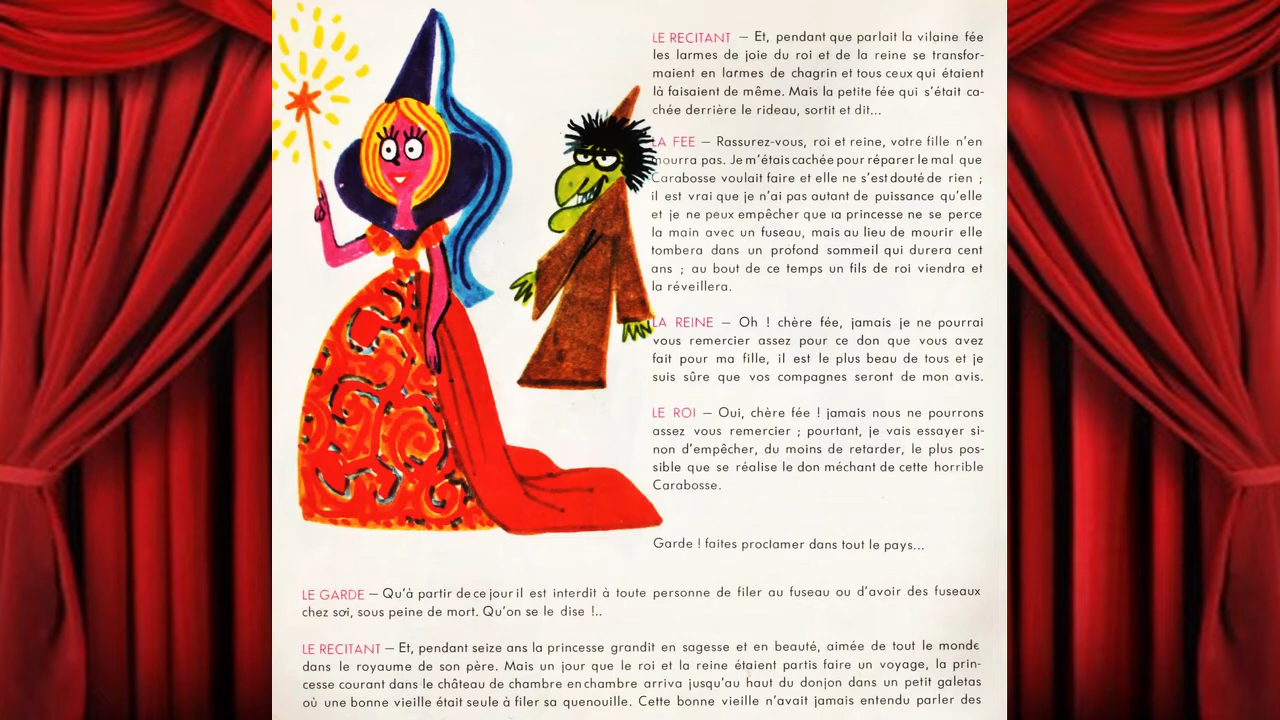 LE RECITANT — Et, pendant que parlait la vilaine fée
les larmes de joie du roi et de la reine se transfor-
maient en larmes de chagrin et tous ceux qui étaient
là faisaient de même. Mais la petite fée qui s'était ca-
chée derrière le rideau, sortit et dit...
LA FEE — Rassurez-vous, roi et reine, votre fille n'en
mourra pas. Je m'étais cachée pour réparer le mal que
Carabosse voulait faire et elle ne s'est douté de rien ;
il est vrai que je n'ai pas autant de puissance qu'elle
et je ne peux empêcher que la princesse ne se perce
la main avec un fuseau, mais au lieu de mourir elle
tombera dans un profond sommeil qui durera cent
ans ; au bout de ce temps un fils de roi viendra et
la réveillera.
LA REINE — Oh ! chère fée, jamais je ne pourrai
vous remercier assez pour ce don que vous avez
fait pour ma fille, il est le plus beau de tous et je
suis sûre que vos compagnes seront de mon avis.
LE ROI — Oui, chère fée ! jamais nous ne pourrons
assez vous remercier ; pourtant, je vais essayer si-
non d'empêcher, du moins de retarder, le plus pos-
sible que se réalise le don méchant de cette horrible
Carabosse.
Garde ! faites proclamer dans tout le pays...
LE GARDE — Qu'à partir de ce jour il est interdit à toute personne de filer au fuseau ou d'avoir des fuseaux
chez soi, sous peine de mort. Qu'on se le dise !..
LE RECITANT — Et, pendant seize ans la princesse grandit en sagesse et en beauté, aimée de tout le monde
dans le royaume de son père. Mais un jour que le roi et la reine étaient partis faire un voyage, la prin-
cesse courant dans le château de chambre en chambre arriva jusqu'au haut du donjon dans un petit galetas
où une bonne vieille était seule à filer sa quenouille. Cette bonne vieille n'avait jamais entendu parler des